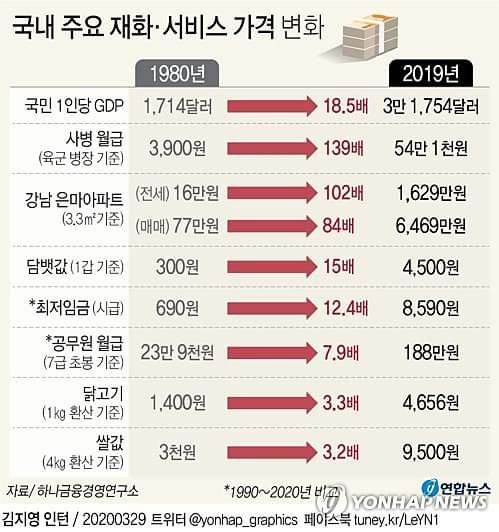 국내 주요 재화·서비스 가격 변화
1980년 2019년
국민 1인당 GDP 1,714달러 18.5배 3만 1,754달러
사병 월급
(육군 병장 기준) 3,900원 139배 54만 1천원
강남 은마아파트
(3.3㎡기준)
(전세) 16만원 102배 1,629만원
(매매) 77만원 84배 6,469만원
담뱃값 (1갑 기준) 300원 15배 4,500원
*최저임금 (시급) 690원 12.4배 8,590원
*공무원 월급
(7급 초봉 기준) 23만 9천원 7.9배 188만원
닭고기
(1kg 환산 기준) 1,400원 3.3배 4,656원
쌀값
(4kg 환산 기준) 3천원 3.2배 9,500원
자료/ 하나금융경영연구소 *1990~2020년 비교 연합뉴스
YONHAPNEWS
김지영 인턴 / 20200329 트위터 @yonhap_graphics 페이스북 tuney.kr/LeYN1